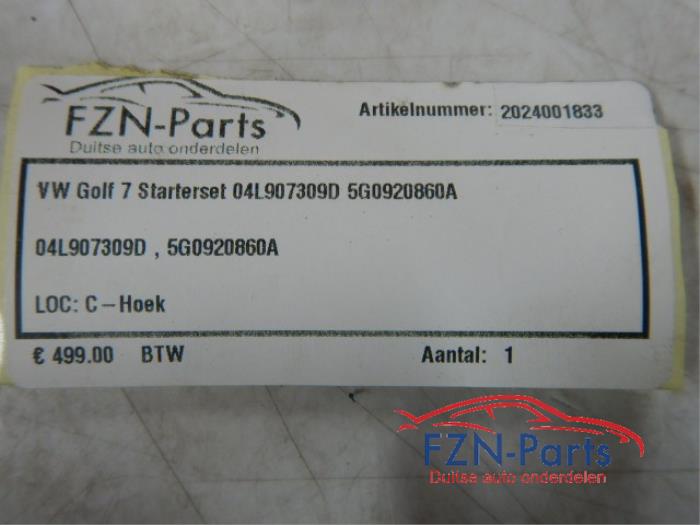 FZN-Parts
Duitse auto onderdelen
Artikelnummer: 2024001833
VW Golf 7 Starterset 04L907309D 5G0920860A
04L907309D , 5G0920860A
LOC: C-Hoek
€ 499.00 BTW Aantal: 1
FZN-Parts
Duitse auto onderdelen